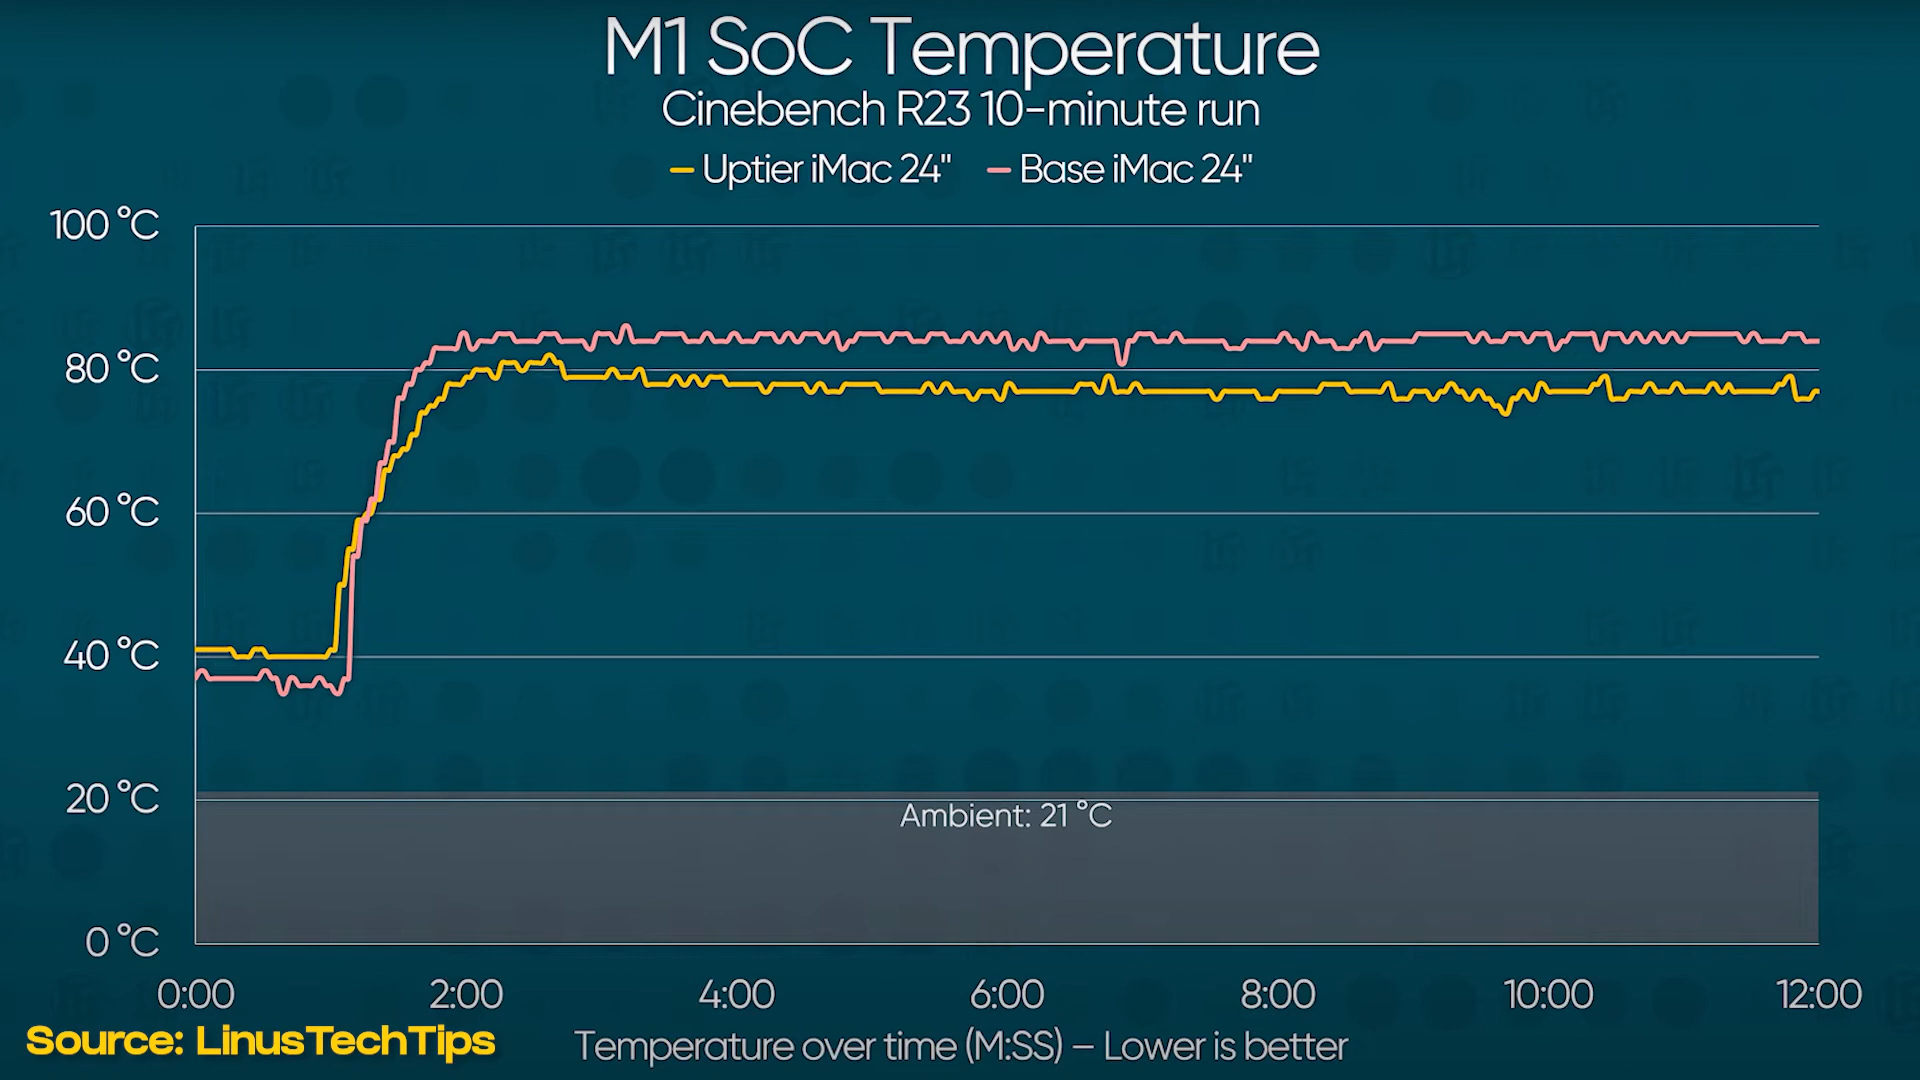 M1 SoC Temperature
Cinebench R23 10-minute run
Uptier iMac 24" Base iMac 24"
100 °C
80 °C
60 °C
40 °C
20 °C
Ambient: 21 °C
0 °C
0:00 2:00 4:00 6:00 8:00 10:00 12:00
Source: LinusTechTips
Temperature over time (M:SS) – Lower is better